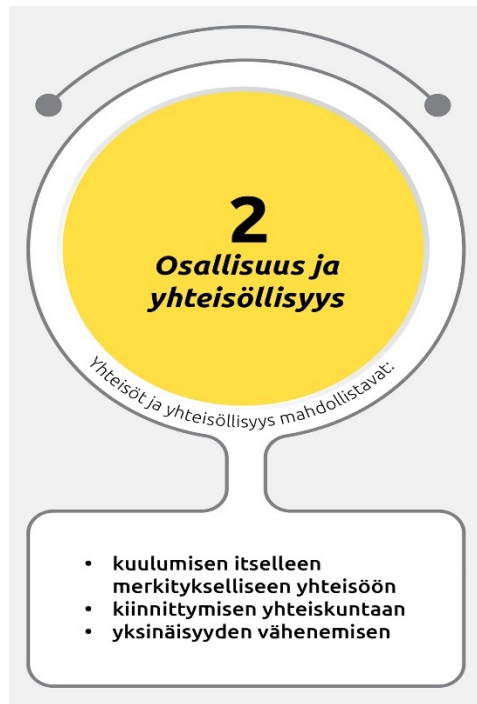 2
Osallisuus ja
yhteisöllisyys
Yhteisöt ja yhteisöllisyys mahdollistavat:
• kuulumisen itselleen
merkitykselliseen yhteisöön
• kiinnittymisen yhteiskuntaan
• yksinäisyyden vähenemisen